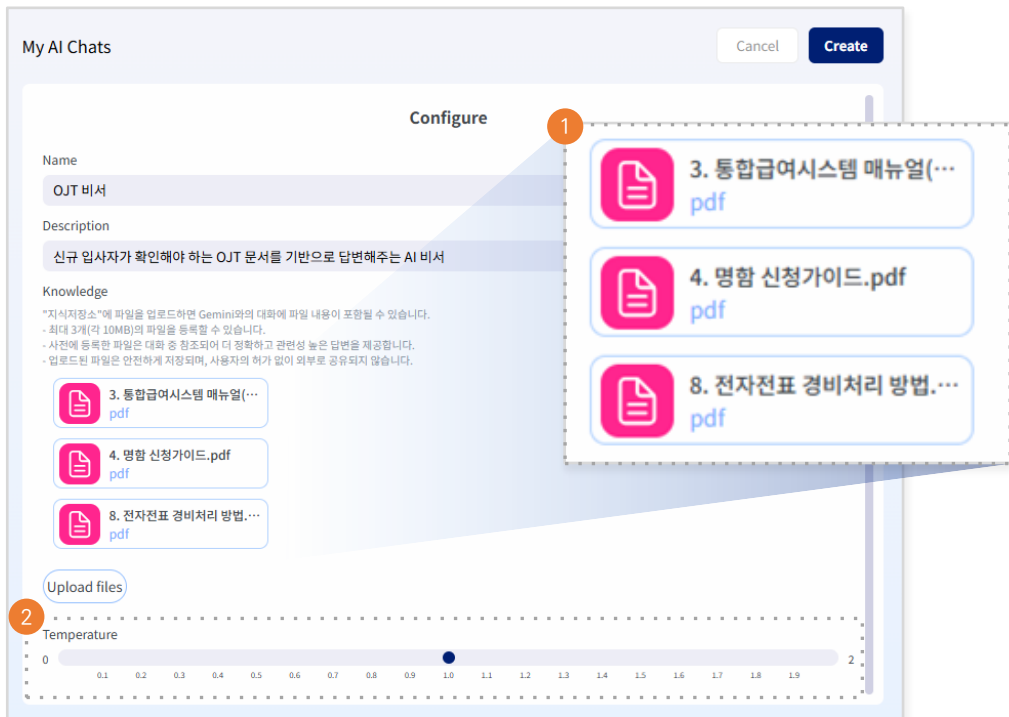 My AI Chats
Cancel
Create
Configure
Name
OJT 비서
Description
신규 입사자가 확인해야 하는 OJT 문서를 기반으로 답변해주는 AI 비서
Knowledge
"지식저장소"에 파일을 업로드하면 Gemini와의 대화에 파일 내용이 포함될 수 있습니다.
- 최대 3개(각 10MB)의 파일을 등록할 수 있습니다.
- 사전에 등록한 파일은 대화 중 참조되어 더 정확하고 관련성 높은 답변을 제공합니다.
- 업로드된 파일은 안전하게 저장되며, 사용자의 허가 없이 외부로 공유되지 않습니다.
3. 통합급여시스템 매뉴얼(…
pdf
4. 명함 신청가이드.pdf
pdf
8. 전자전표 경비처리 방법.…
pdf
Upload files
1
3. 통합급여시스템 매뉴얼(…
pdf
4. 명함 신청가이드.pdf
pdf
8. 전자전표 경비처리 방법.…
pdf
2
Temperature
0 2
0.1 0.2 0.3 0.4 0.5 0.6 0.7 0.8 0.9 1.0 1.1 1.2 1.3 1.4 1.5 1.6 1.7 1.8 1.9